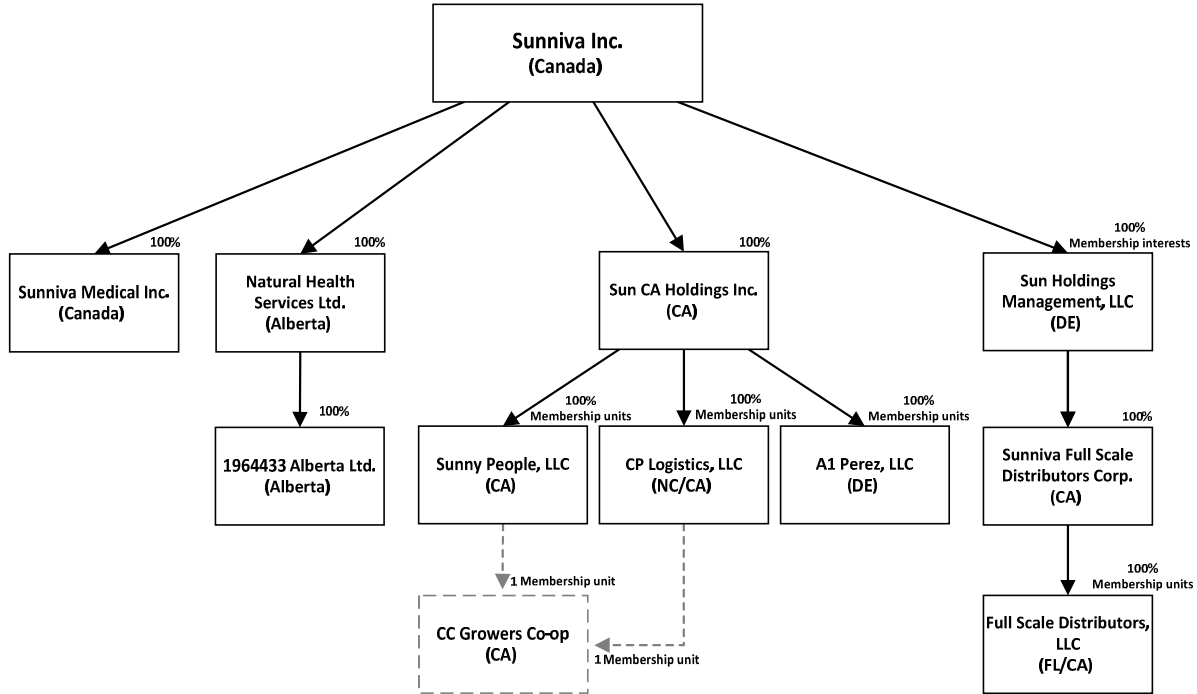 Sunniva Inc.
(Canada)
100%
100%
100%
100%
Membership interests
Sunniva Medical Inc.
(Canada)
Natural Health
Services Ltd.
(Alberta)
Sun CA Holdings Inc.
(CA)
Sun Holdings
Management, LLC
(DE)
100%
100%
Membership units
100%
Membership units
100%
Membership units
100%
1964433 Alberta Ltd.
(Alberta)
Sunny People, LLC
(CA)
CP Logistics, LLC
(NC/CA)
A1 Perez, LLC
(DE)
Sunniva Full Scale
Distributors Corp.
(CA)
1 Membership unit
100%
Membership units
CC Growers Co-op
(CA)
1 Membership unit
Full Scale Distributors,
LLC
(FL/CA)